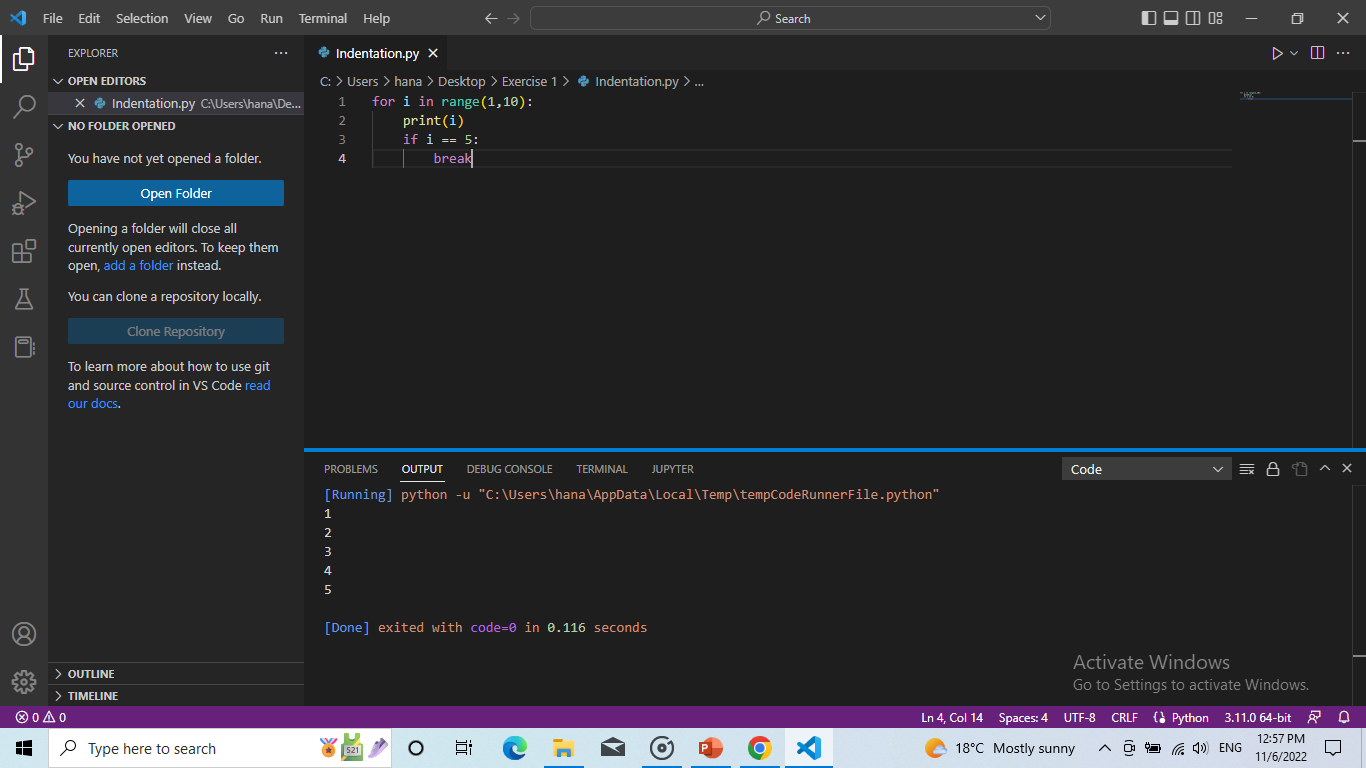 File Edit Selection View Go Run Terminal Help
Search
EXPLORER
OPEN EDITORS
Indentation.py C:\Users\hana\De...
NO FOLDER OPENED
You have not yet opened a folder.
Open Folder
Opening a folder will close all
currently open editors. To keep them
open, add a folder instead.
You can clone a repository locally.
Clone Repository
To learn more about how to use git
and source control in VS Code read
our docs.
OUTLINE
TIMELINE
Indentation.py
C: > Users > hana > Desktop > Exercise 1 > Indentation.py > ...
1 for i in range(1,10):
2 print(i)
3 if i == 5:
4 break
PROBLEMS OUTPUT DEBUG CONSOLE TERMINAL JUPYTER
Code
[Running] python -u "C:\Users\hana\AppData\Local\Temp\tempCodeRunnerFile.python"
1
2
3
4
5
[Done] exited with code=0 in 0.116 seconds
Activate Windows
Go to Settings to activate Windows.
0 0
Ln 4, Col 14 Spaces: 4 UTF-8 CRLF Python 3.11.0 64-bit
Type here to search
521
18°C Mostly sunny
ENG
12:57 PM
11/6/2022